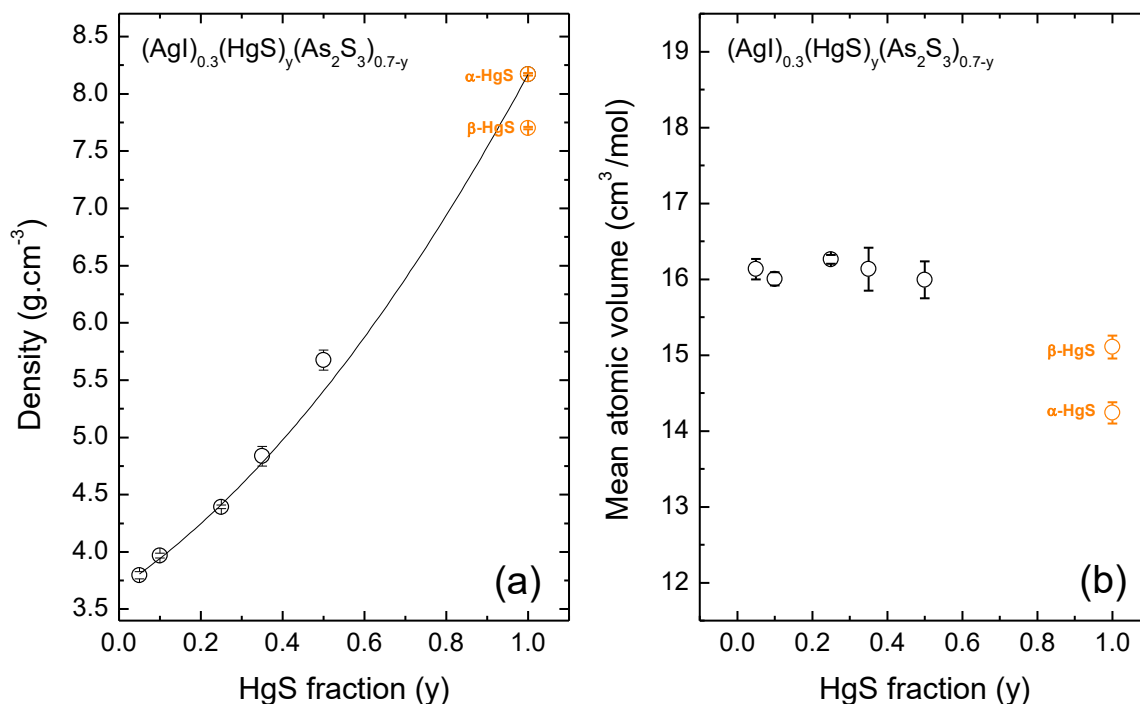 (AgI)0.3(HgS)y(As2S3)0.7-y
α-HgS
β-HgS
Density (g.cm-3)
8.5
8.0
7.5
7.0
6.5
6.0
5.5
5.0
4.5
4.0
3.5
0.0 0.2 0.4 0.6 0.8 1.0
HgS fraction (y)
(a)
(AgI)0.3(HgS)y(As2S3)0.7-y
β-HgS
α-HgS
Mean atomic volume (cm3/mol)
19
18
17
16
15
14
13
12
0.0 0.2 0.4 0.6 0.8 1.0
HgS fraction (y)
(b)